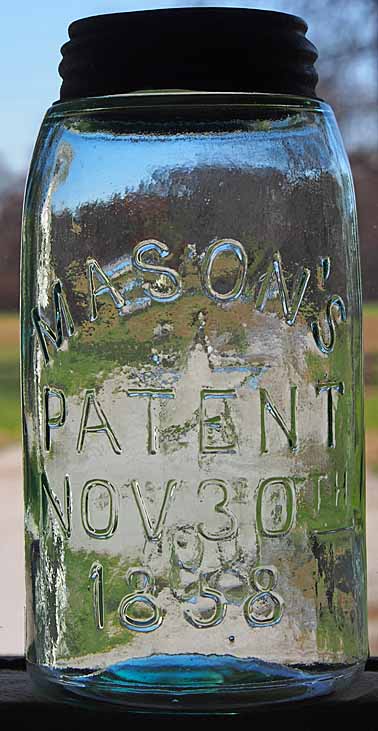 MASON'S
PATENT
NOV 30TH
1858